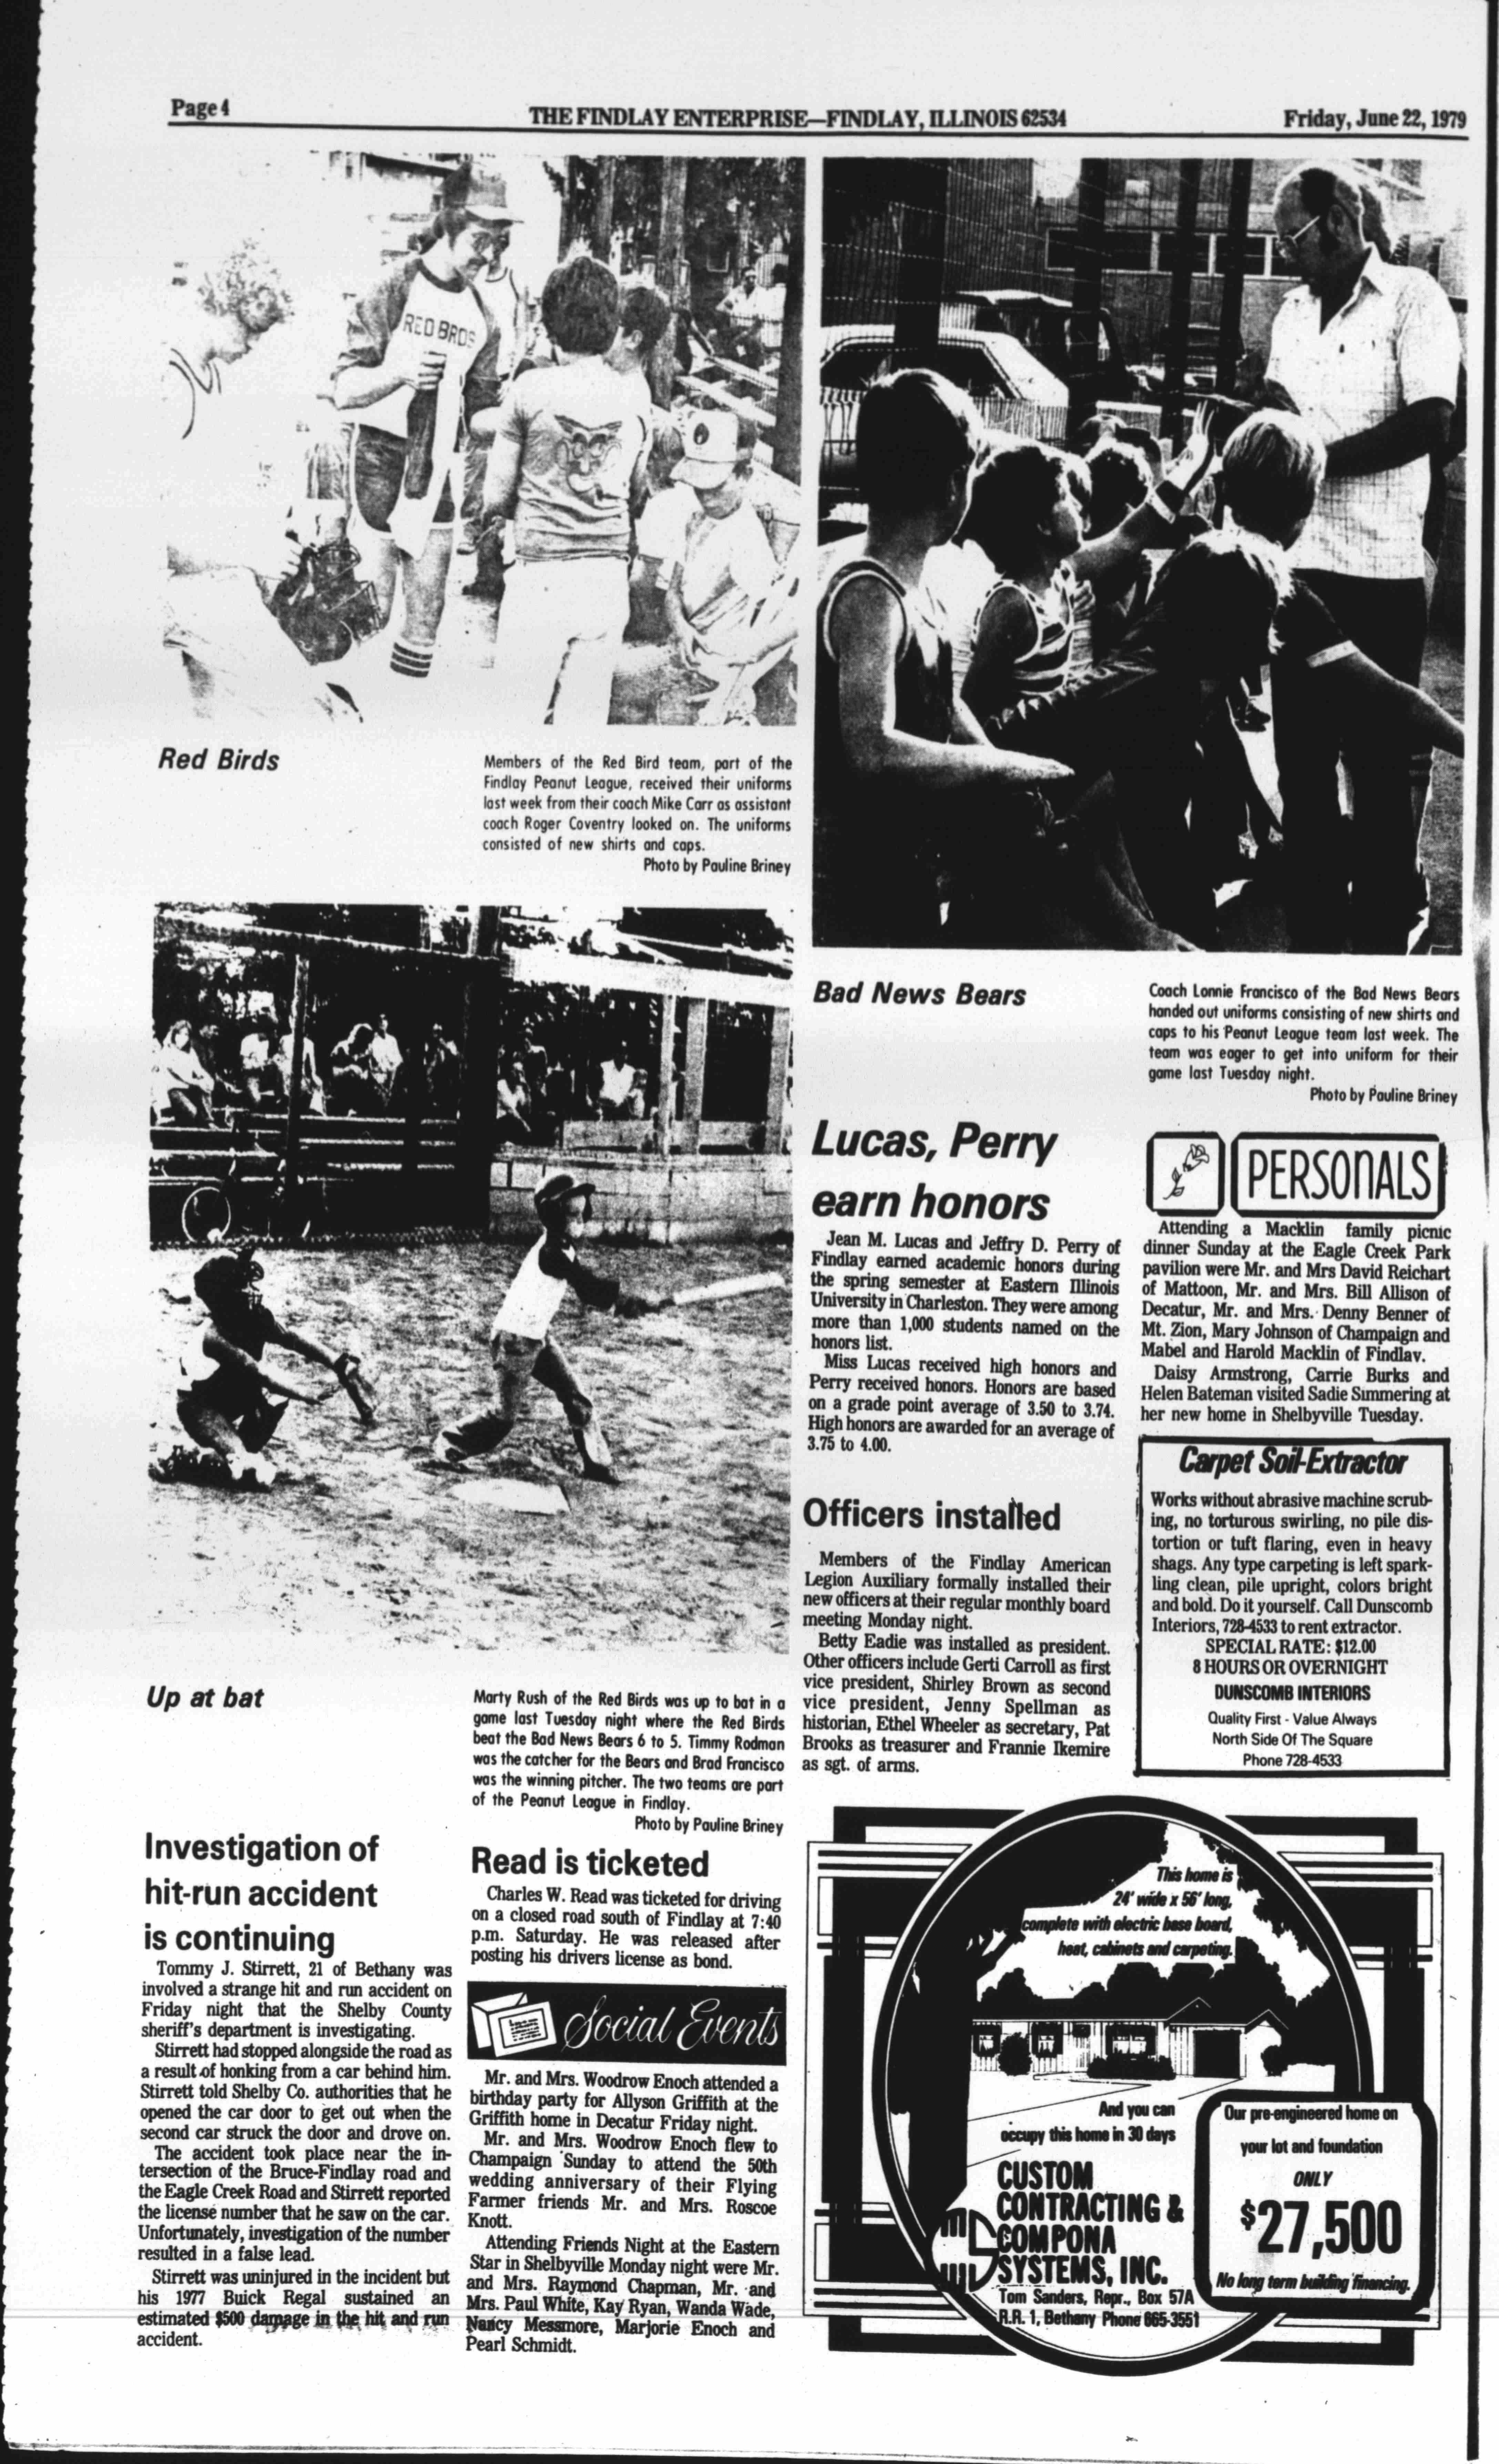 Page 4
THE FINDLAY ENTERPRISE—FINDLAY, ILLINOIS 62534
Friday, June 22, 1979
RED BRDS
Red Birds
Members of the Red Bird team, part of the
Findlay Peanut League, received their uniforms
last week from their coach Mike Carr as assistant
coach Roger Coventry looked on. The uniforms
consisted of new shirts and caps.
Photo by Pauline Briney
Bad News Bears
Coach Lonnie Francisco of the Bad News Bears
handed out uniforms consisting of new shirts and
caps to his Peanut League team last week. The
team was eager to get into uniform for their
game last Tuesday night.
Photo by Pauline Briney
Up at bat
Marty Rush of the Red Birds was up to bat in a
game last Tuesday night where the Red Birds
beat the Bad News Bears 6 to 5. Timmy Rodman
was the catcher for the Bears and Brad Francisco
was the winning pitcher. The two teams are part
of the Peanut League in Findlay.
Photo by Pauline Briney
Investigation of
hit-run accident
is continuing
Tommy J. Stirrett, 21 of Bethany was
involved a strange hit and run accident on
Friday night that the Shelby County
sheriff's department is investigating.
Stirrett had stopped alongside the road as
a result of honking from a car behind him.
Stirrett told Shelby Co. authorities that he
opened the car door to get out when the
second car struck the door and drove on.
The accident took place near the in-
tersection of the Bruce-Findlay road and
the Eagle Creek Road and Stirrett reported
the license number that he saw on the car.
Unfortunately, investigation of the number
resulted in a false lead.
Stirrett was uninjured in the incident but
his 1977 Buick Regal sustained an
estimated $500 damage in the hit and run
accident.
Read is ticketed
Charles W. Read was ticketed for driving
on a closed road south of Findlay at 7:40
p.m. Saturday. He was released after
posting his drivers license as bond.
Social Events
Mr. and Mrs. Woodrow Enoch attended a
birthday party for Allyson Griffith at the
Griffith home in Decatur Friday night.
Mr. and Mrs. Woodrow Enoch flew to
Champaign Sunday to attend the 50th
wedding anniversary of their Flying
Farmer friends Mr. and Mrs. Roscoe
Knott.
Attending Friends Night at the Eastern
Star in Shelbyville Monday night were Mr.
and Mrs. Raymond Chapman, Mr. and
Mrs. Paul White, Kay Ryan, Wanda Wade,
Nancy Messmore, Marjorie Enoch and
Pearl Schmidt.
Lucas, Perry
earn honors
Jean M. Lucas and Jeffry D. Perry of
Findlay earned academic honors during
the spring semester at Eastern Illinois
University in Charleston. They were among
more than 1,000 students named on the
honors list.
Miss Lucas received high honors and
Perry received honors. Honors are based
on a grade point average of 3.50 to 3.74.
High honors are awarded for an average of
3.75 to 4.00.
Officers installed
Members of the Findlay American
Legion Auxiliary formally installed their
new officers at their regular monthly board
meeting Monday night.
Betty Eadie was installed as president.
Other officers include Gerti Carroll as first
vice president, Shirley Brown as second
vice president, Jenny Spellman as
historian, Ethel Wheeler as secretary, Pat
Brooks as treasurer and Frannie Ikemire
as sgt. of arms.
PERSONALS
Attending a Macklin family picnic
dinner Sunday at the Eagle Creek Park
pavilion were Mr. and Mrs David Reichart
of Mattoon, Mr. and Mrs. Bill Allison of
Decatur, Mr. and Mrs. Denny Benner of
Mt. Zion, Mary Johnson of Champaign and
Mabel and Harold Macklin of Findlay.
Daisy Armstrong, Carrie Burks and
Helen Bateman visited Sadie Simmering at
her new home in Shelbyville Tuesday.
Carpet Soil-Extractor
Works without abrasive machine scrub-
ing, no torturous swirling, no pile dis-
tortion or tuft flaring, even in heavy
shags. Any type carpeting is left spark-
ling clean, pile upright, colors bright
and bold. Do it yourself. Call Dunscomb
Interiors, 728-4533 to rent extractor.
SPECIAL RATE: $12.00
8 HOURS OR OVERNIGHT
DUNSCOMB INTERIORS
Quality First - Value Always
North Side Of The Square
Phone 728-4533
This home is
24' wide x 56' long,
complete with electric base board,
heat, cabinets and carpeting.
And you can
occupy this home in 30 days
CUSTOM
CONTRACTING &
COMPONA
SYSTEMS, INC.
Tom Sanders, Repr., Box 57A
R.R. 1, Bethany Phone 665-3551
Our pre-engineered home on
your lot and foundation
ONLY
$27,500
No long term building financing.